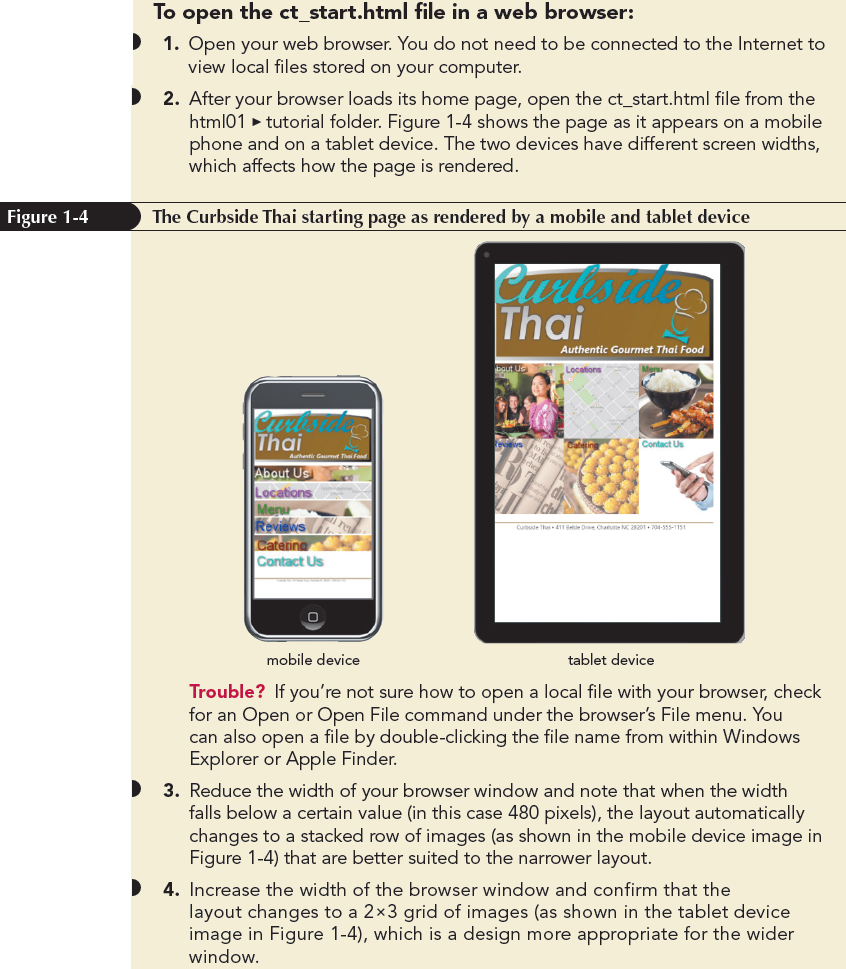 To open the ct_start.html file in a web browser:
1. Open your web browser. You do not need to be connected to the Internet to
view local files stored on your computer.
2. After your browser loads its home page, open the ct_start.html file from the
html01 ▸ tutorial folder. Figure 1-4 shows the page as it appears on a mobile
phone and on a tablet device. The two devices have different screen widths,
which affects how the page is rendered.
Figure 1-4 The Curbside Thai starting page as rendered by a mobile and tablet device
Curbside
Thai
Authentic Gourmet Thai Food
About Us
Locations
Menu
Reviews
Catering
Contact Us
mobile device
Curbside
Thai
Authentic Gourmet Thai Food
bout Us Locations Menu
Reviews Catering Contact Us
Curbside Thai • 411 Belde Drive, Charlotte NC 28201 • 704-555-1151
tablet device
Trouble? If you’re not sure how to open a local file with your browser, check
for an Open or Open File command under the browser’s File menu. You
can also open a file by double-clicking the file name from within Windows
Explorer or Apple Finder.
3. Reduce the width of your browser window and note that when the width
falls below a certain value (in this case 480 pixels), the layout automatically
changes to a stacked row of images (as shown in the mobile device image in
Figure 1-4) that are better suited to the narrower layout.
4. Increase the width of the browser window and confirm that the
layout changes to a 2×3 grid of images (as shown in the tablet device
image in Figure 1-4), which is a design more appropriate for the wider
window.